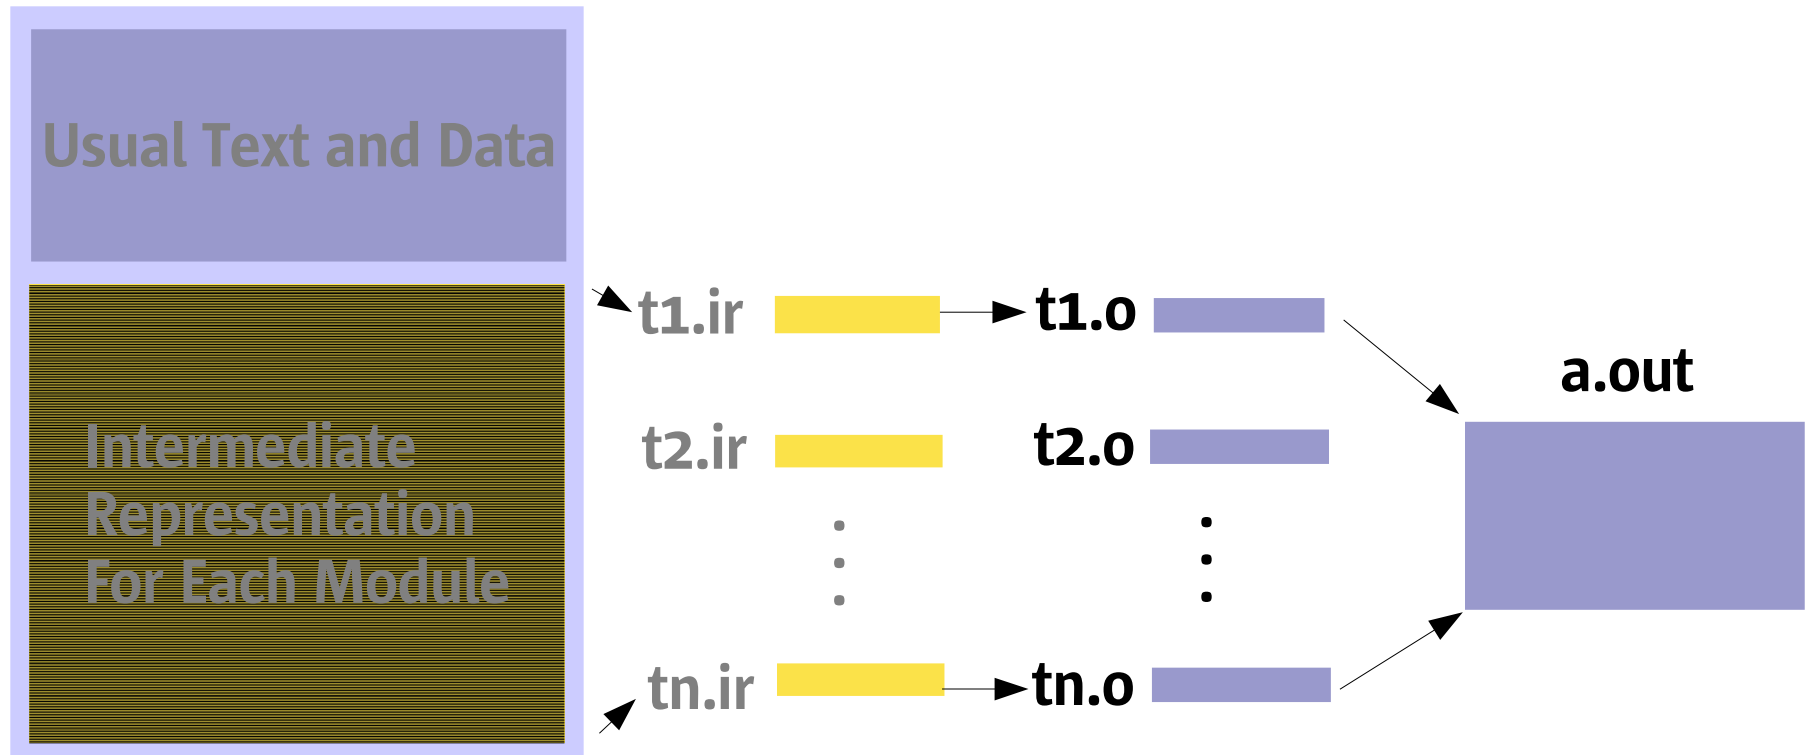 Usual Text and Data
Intermediate
Representation
For Each Module
t1.ir
t1.o
t2.ir
t2.o
tn.ir
tn.o
a.out